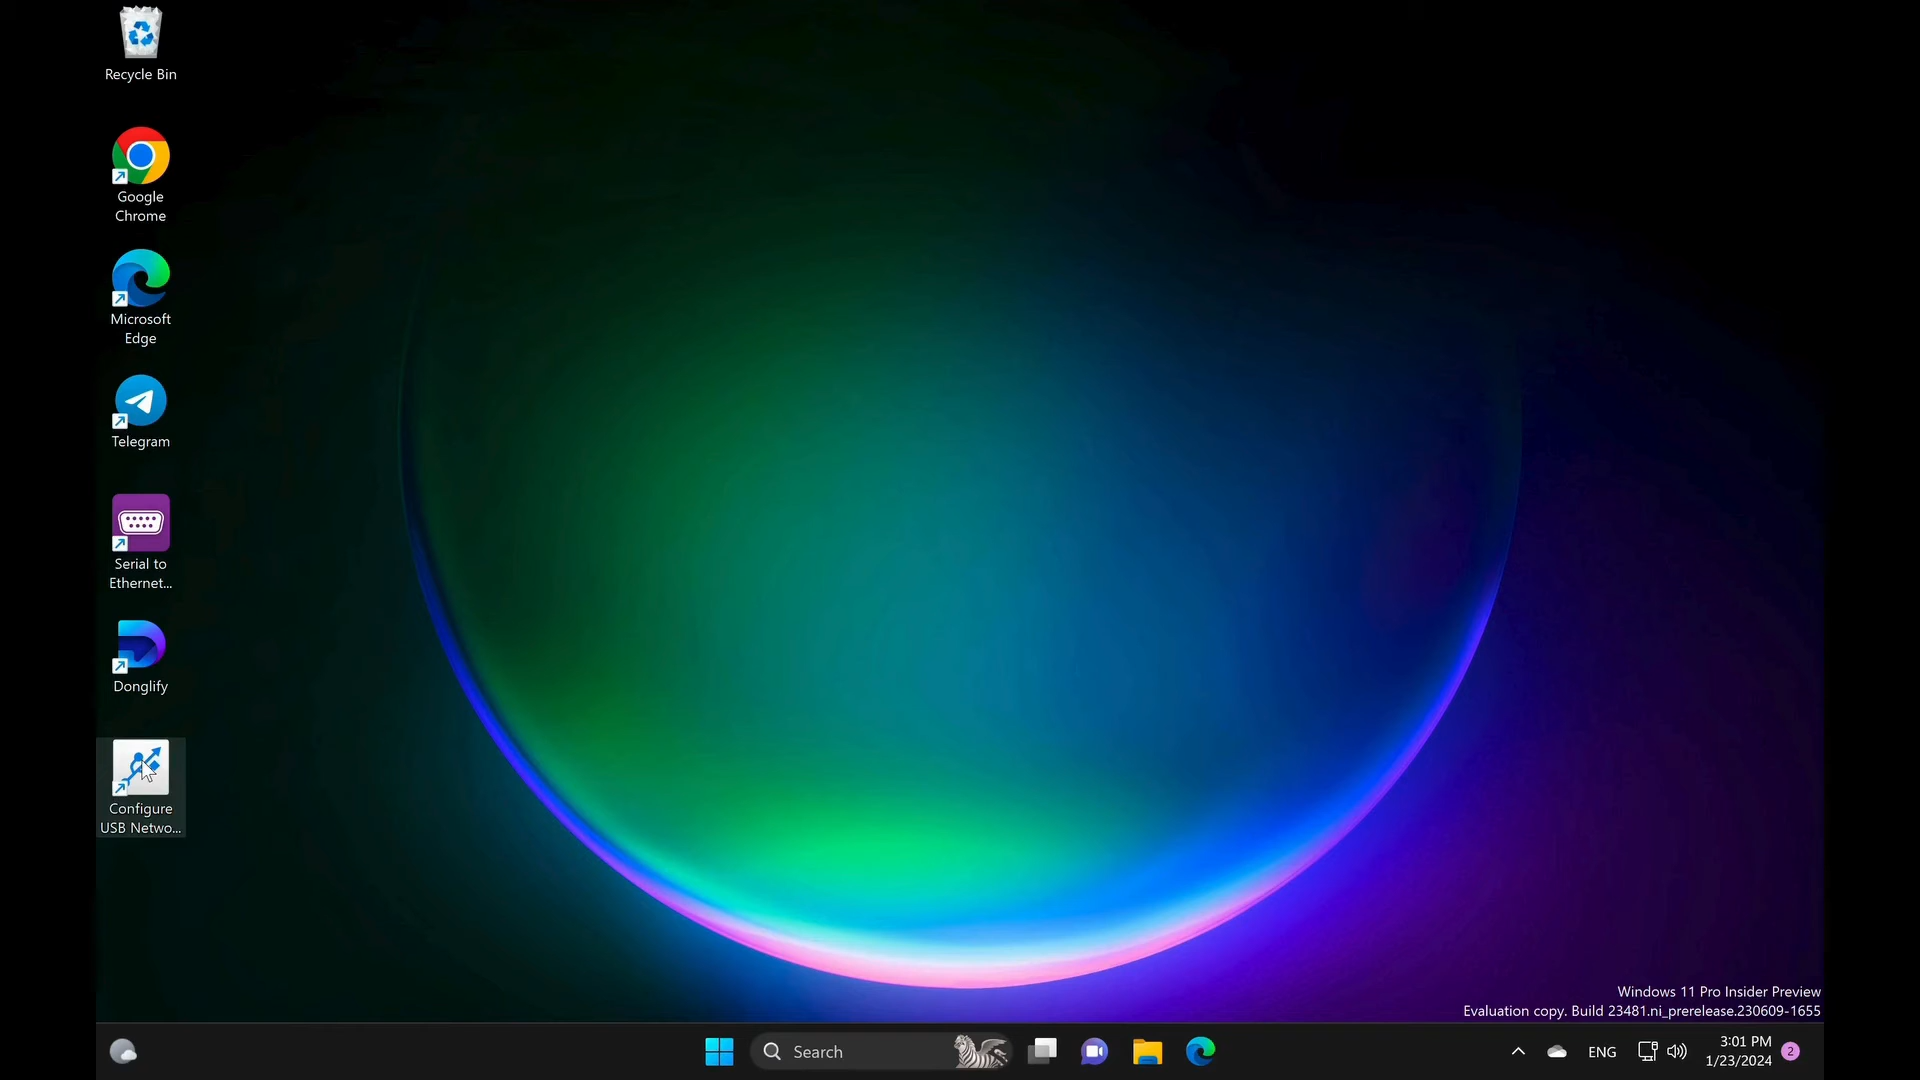 Recycle Bin
Google
Chrome
Microsoft
Edge
Telegram
Serial to
Ethernet...
Donglify
Configure
USB Netwo...
Windows 11 Pro Insider Preview
Evaluation copy. Build 23481.ni_prerelease.230609-1655
Search
ENG
3:01 PM
1/23/2024
2